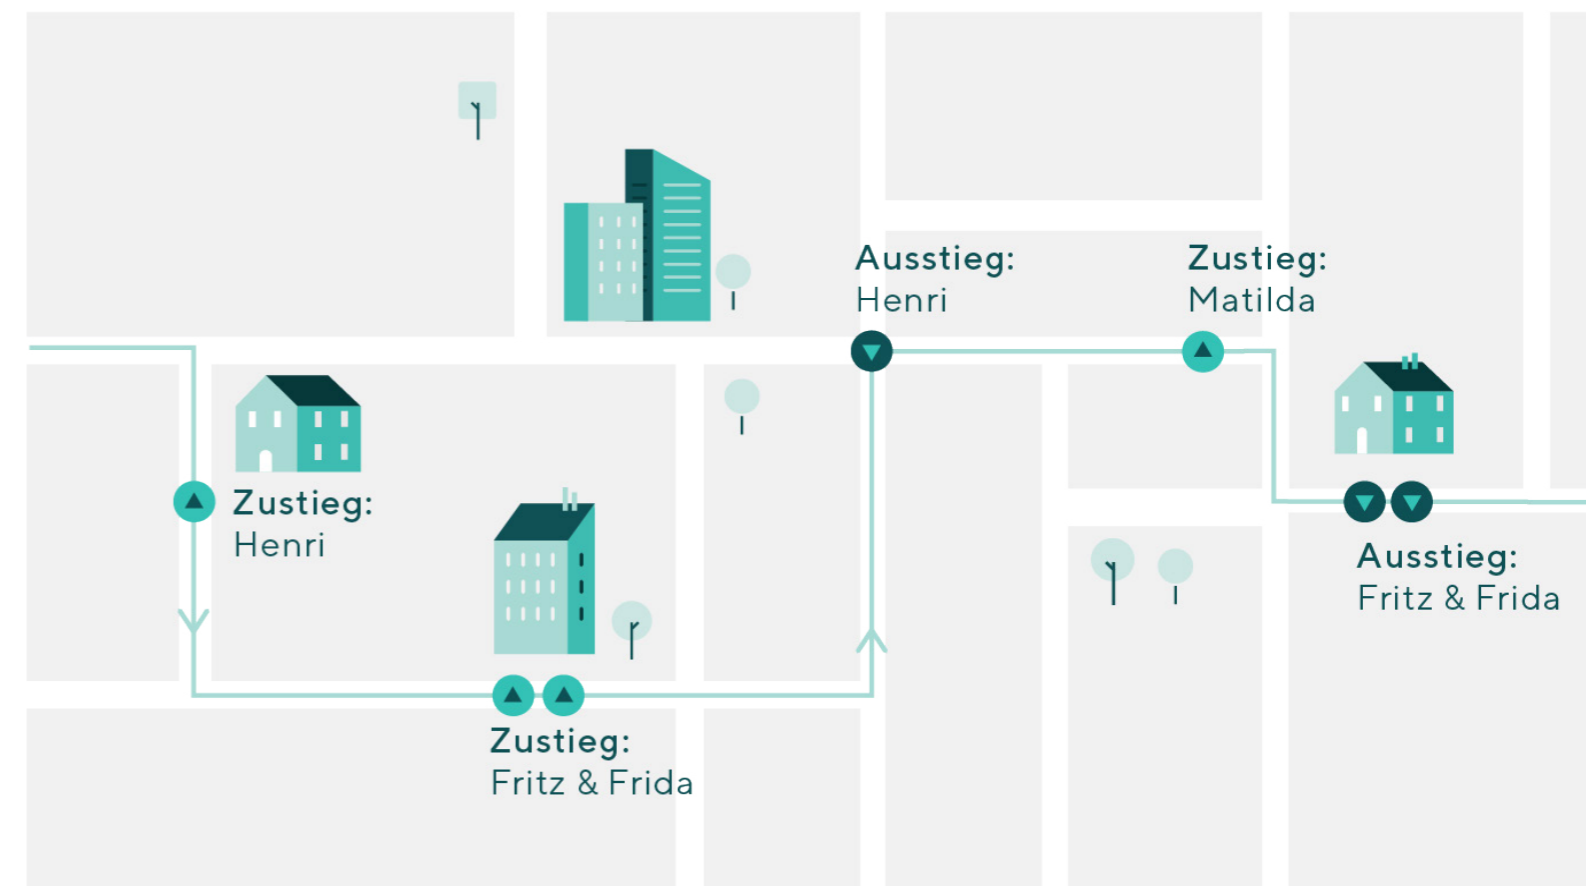 Ausstieg:
Henri
Zustieg:
Matilda
Zustieg:
Henri
Ausstieg:
Fritz & Frida
Zustieg:
Fritz & Frida